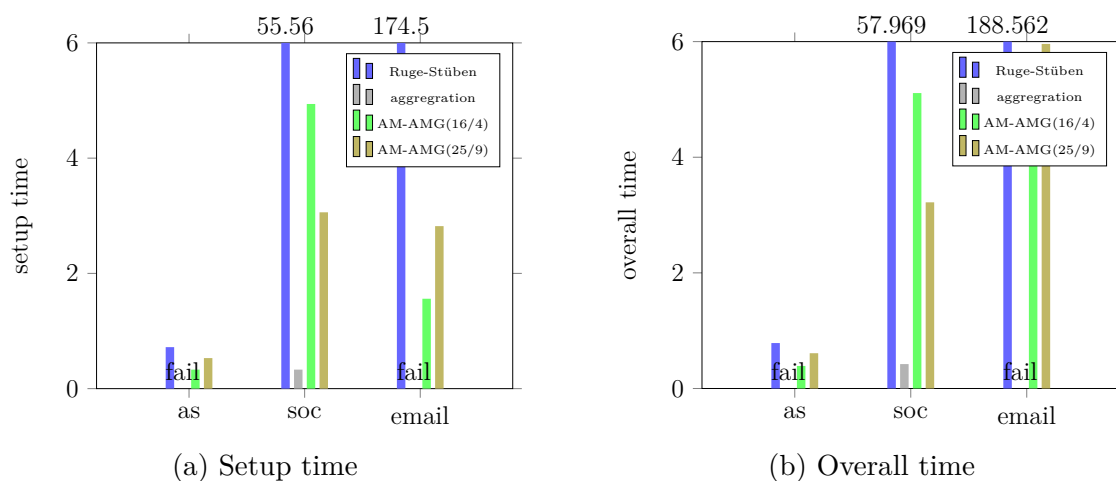 55.56
174.5
6
4
2
0
setup time
Ruge-Stüben
aggregration
AM-AMG(16/4)
AM-AMG(25/9)
fail
fail
as
soc
email
(a) Setup time
57.969
188.562
6
4
2
0
overall time
Ruge-Stüben
aggregration
AM-AMG(16/4)
AM-AMG(25/9)
fail
fail
as
soc
email
(b) Overall time